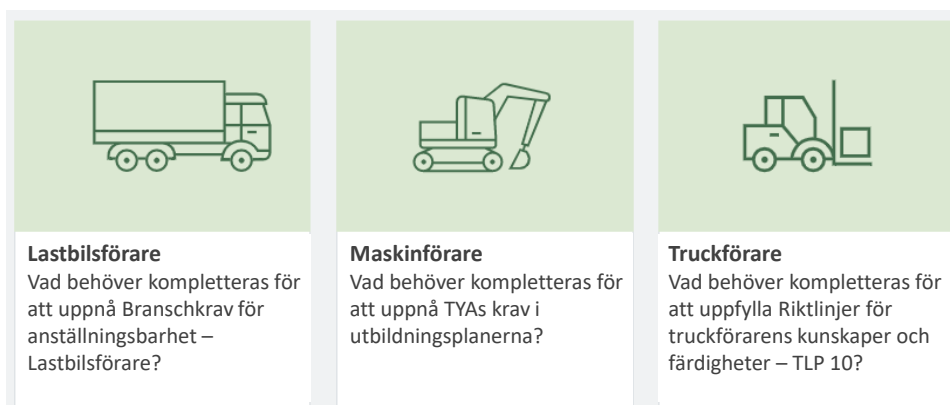 Lastbilsförare
Vad behöver kompletteras för
att uppnå Branschkrav för
anställningsbarhet –
Lastbilsförare?
Maskinförare
Vad behöver kompletteras för
att uppnå TYAs krav i
utbildningsplanerna?
Truckförare
Vad behöver kompletteras för
att uppfylla Riktlinjer för
truckförarens kunskaper och
färdigheter – TLP 10?